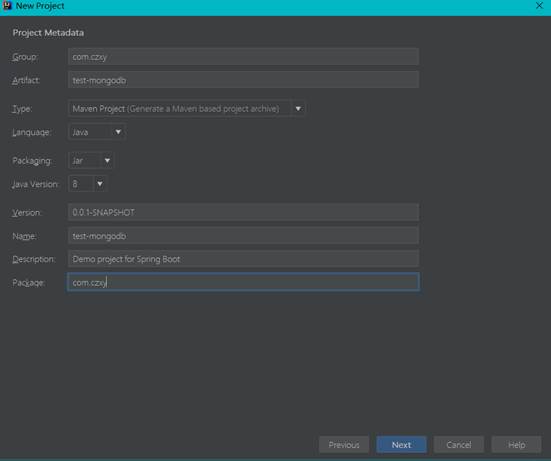 New Project
Project Metadata
Group: com.czxy
Artifact: test-mongodb
Type: Maven Project (Generate a Maven based project archive)
Language: Java
Packaging: Jar
Java Version: 8
Version: 0.0.1-SNAPSHOT
Name: test-mongodb
Description: Demo project for Spring Boot
Package: com.czxy
Previous Next Cancel Help